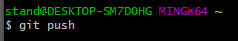 stand@DESKTOP-SM7DOHG MINGW64 ~
$ git push